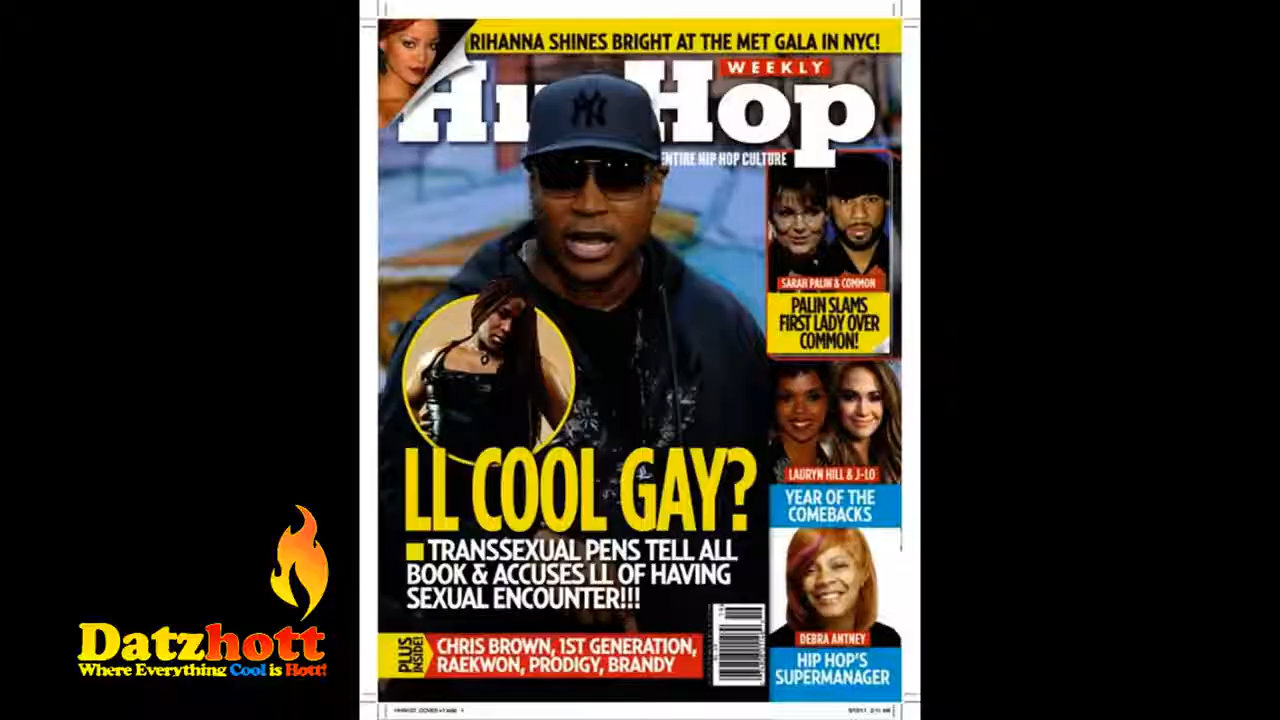 RIHANNA SHINES BRIGHT AT THE MET GALA IN NYC!
WEEKLY
Hip Hop
ENTIRE HIP HOP CULTURE
SARAH PALIN & COMMON
PALIN SLAMS
FIRST LADY OVER
COMMON!
LAURYN HILL & J-LO
YEAR OF THE
COMEBACKS
LL COOL GAY?
TRANSSEXUAL PENS TELL ALL
BOOK & ACCUSES LL OF HAVING
SEXUAL ENCOUNTER!!!
DEBRA ANTNEY
HIP HOP'S
SUPERMANAGER
PLUS
INSIDE!
CHRIS BROWN, 1ST GENERATION,
RAEKWON, PRODIGY, BRANDY
Datzhott
Where Everything Cool is Hott!